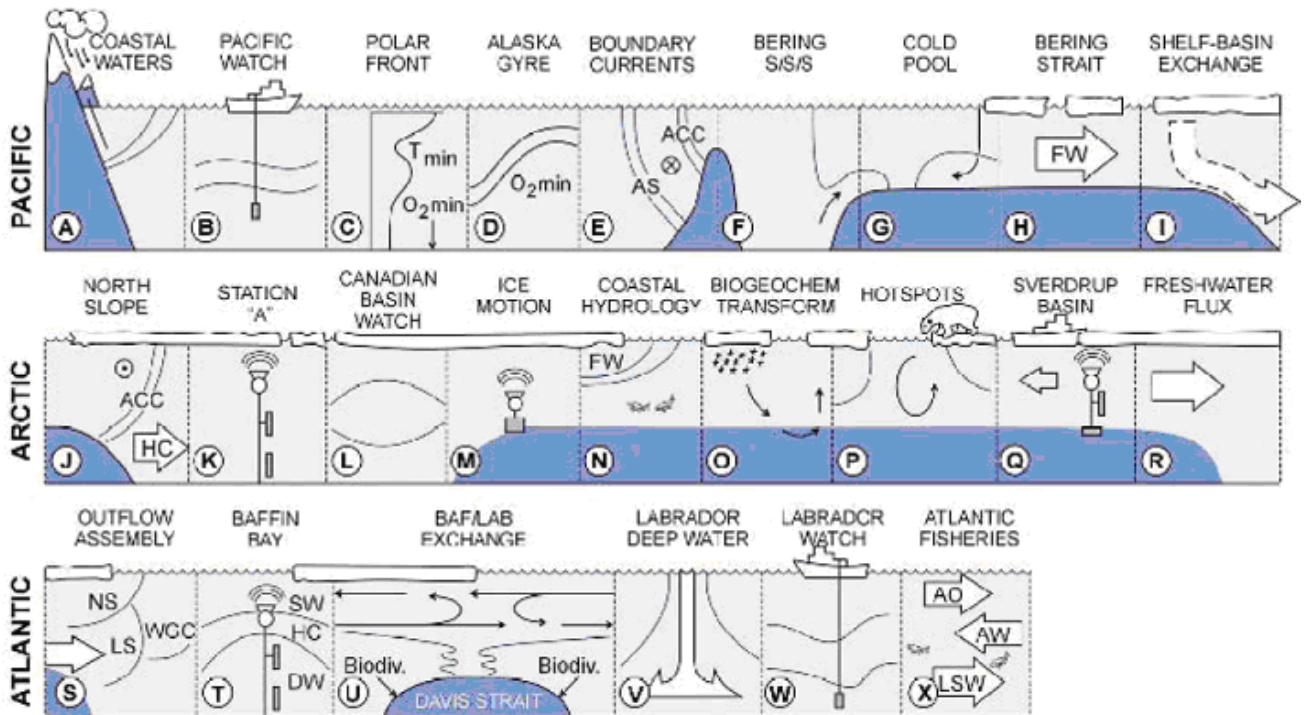 PACIFIC
COASTAL
WATERS
PACIFIC
WATCH
POLAR
FRONT
ALASKA
GYRE
BOUNDARY
CURRENTS
BERING
S/S/S
COLD
POOL
BERING
STRAIT
SHELF-BASIN
EXCHANGE
Tmin
O2min
O2min
ACC
AS
FW
A
B
C
D
E
F
G
H
I
ARCTIC
NORTH
SLOPE
STATION
"A"
CANADIAN
BASIN
WATCH
ICE
MOTION
COASTAL
HYDROLOGY
BIOGEOCHEM
TRANSFORM
HOTSPOTS
SVERDRUP
BASIN
FRESHWATER
FLUX
ACC
HC
FW
J
K
L
M
N
O
P
Q
R
ATLANTIC
OUTFLOW
ASSEMBLY
BAFFIN
BAY
BAF/LAB
EXCHANGE
LABRADOR
DEEP WATER
LABRADCR
WATCH
ATLANTIC
FISHERIES
NS
LS
WGC
SW
HC
DW
Biodiv.
Biodiv.
DAVIS STRAIT
AO
AW
LSW
S
T
U
V
W
X